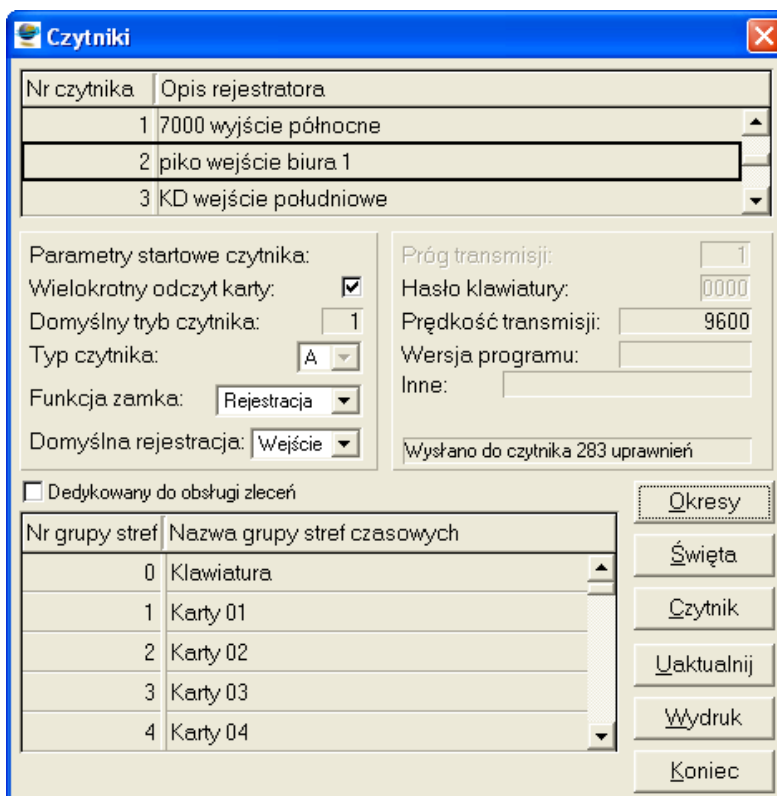 Czytniki
Nr czytnika Opis rejestratora
1 7000 wyjście północne
2 piko wejście biura 1
3 KD wejście południowe
Parametry startowe czytnika:
Wielokrotny odczyt karty:
Domyślny tryb czytnika: 1
Typ czytnika: A
Funkcja zamka: Rejestracja
Domyślna rejestracja: Wejście
Próg transmisji: 1
Hasło klawiatury: 0000
Prędkość transmisji: 9600
Wersja programu:
Inne:
Wysłano do czytnika 283 uprawnień
Dedykowany do obsługi zleceń
Nr grupy stref Nazwa grupy stref czasowych
0 Klawiatura
1 Karty 01
2 Karty 02
3 Karty 03
4 Karty 04
Okresy
Święta
Czytnik
Uaktualnij
Wydruk
Koniec